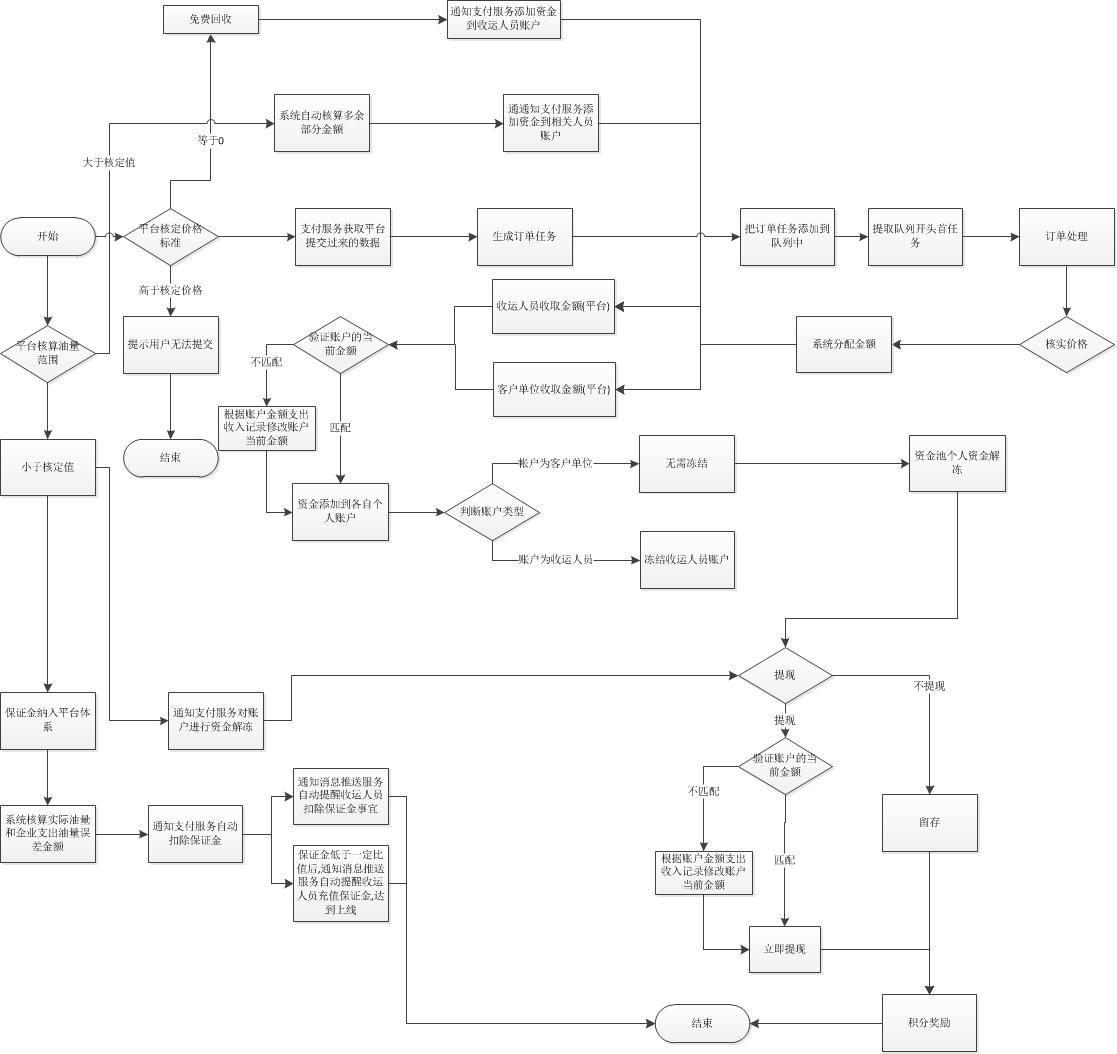 免费回收
通知支付服务添加资金
到收运人员账户
系统自动核算多余
部分金额
通通知支付服务添
加资金到相关人员
账户
等于0
大于核定值
开始
平台核定价格
标准
支付服务获取平台
提交过来的数据
生成订单任务
把订单任务添加到
队列中
提取队列开头首任
务
订单处理
高于核定价格
收运人员收取金额(平台)
平台核算油量
范围
提示用户无法提交
验证账户的当
前金额
系统分配金额
核实价格
不匹配
客户单位收取金额(平台)
根据账户金额支出
收入记录修改账户
当前金额
匹配
小于核定值
结束
帐户为客户单位
无需冻结
资金池个人资金解
冻
资金添加到各自个
人账户
判断账户类型
账户为收运人员
冻结收运人员账户
提现
不提现
保证金纳入平台体
系
通知支付服务对账
户进行资金解冻
提现
验证账户的当
前金额
不匹配
通知消息推送服务
自动提醒收运人员
扣除保证金事宜
系统核算实际油量
和企业支出油量误
差金额
通知支付服务自动
扣除保证金
留存
匹配
保证金低于一定比
值后,通知消息推送
服务自动提醒收运
人员充值保证金,达
到上线
根据账户金额支出
收入记录修改账户
当前金额
立即提现
结束
积分奖励